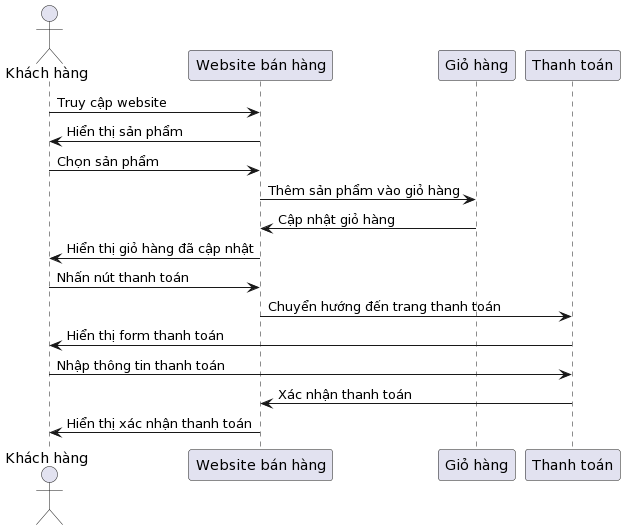 Khách hàng
Website bán hàng
Giỏ hàng
Thanh toán
Truy cập website
Hiển thị sản phẩm
Chọn sản phẩm
Thêm sản phẩm vào giỏ hàng
Cập nhật giỏ hàng
Hiển thị giỏ hàng đã cập nhật
Nhấn nút thanh toán
Chuyển hướng đến trang thanh toán
Hiển thị form thanh toán
Nhập thông tin thanh toán
Xác nhận thanh toán
Hiển thị xác nhận thanh toán
Khách hàng
Website bán hàng
Giỏ hàng
Thanh toán